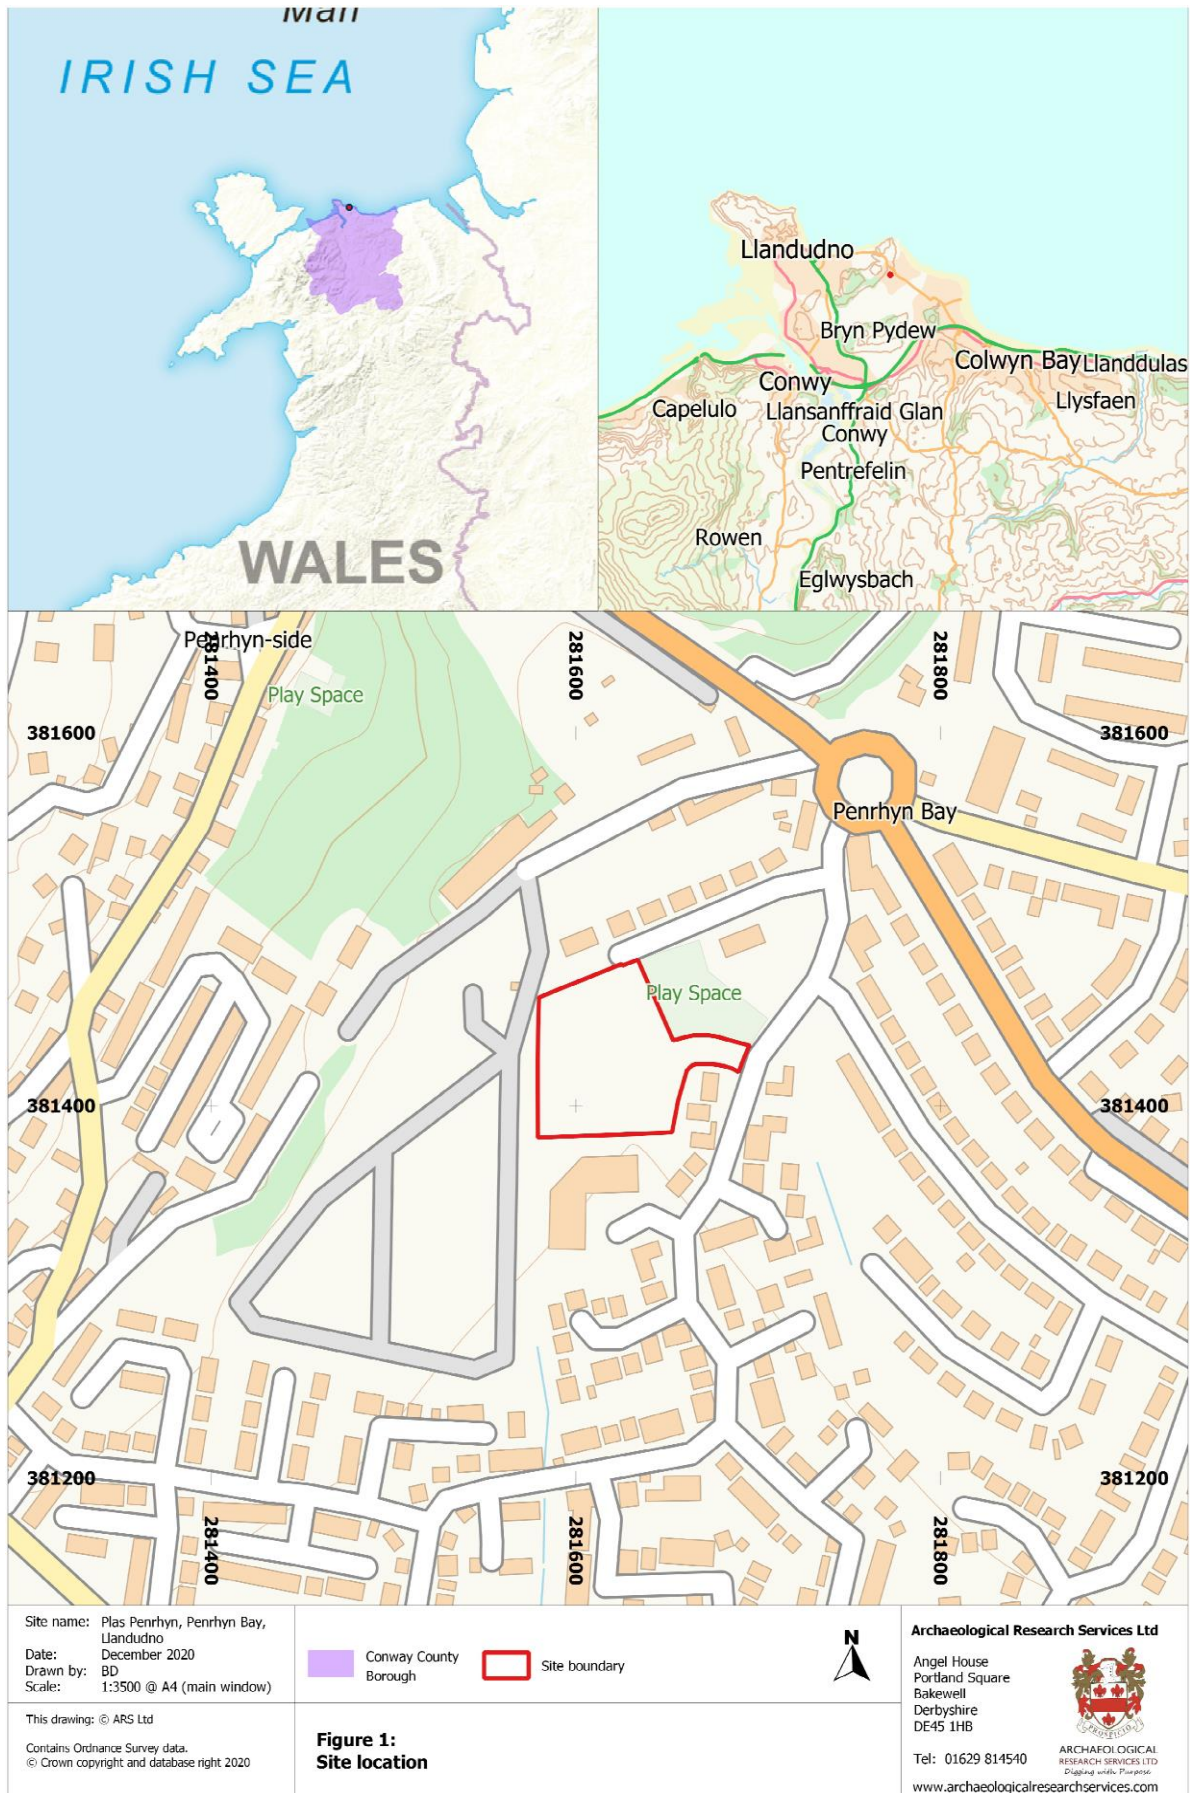 Man
IRISH SEA
WALES
Llandudno
Bryn Pydew
Colwyn Bay
Llanddulas
Conwy
Llysfaen
Capelulo
Llansanffraid Glan
Conwy
Pentrefelin
Rowen
Eglwysbach
Penrhyn-side
281400
281600
281800
Play Space
381600
381600
Penrhyn Bay
Play Space
381400
381400
381200
381200
281400
281600
281800
Site name: Plas Penrhyn, Penrhyn Bay,
Llandudno
Date: December 2020
Drawn by: BD
Scale: 1:3500 @ A4 (main window)
This drawing: © ARS Ltd
Contains Ordnance Survey data.
© Crown copyright and database right 2020
Conway County
Borough
Site boundary
N
Figure 1:
Site location
Archaeological Research Services Ltd
Angel House
Portland Square
Bakewell
Derbyshire
DE45 1HB
Tel: 01629 814540
www.archaeologicalresearchservices.com
PROSPICIO
ARCHAEOLOGICAL
RESEARCH SERVICES LTD
Digging with Purpose